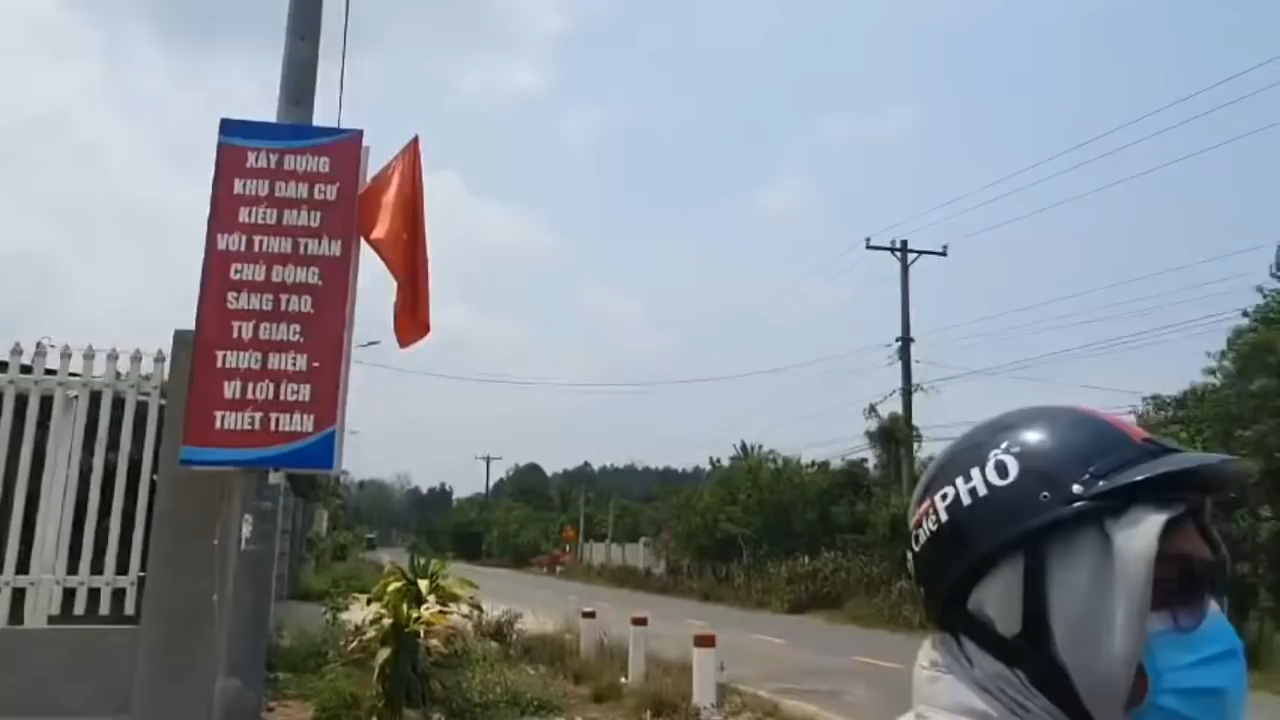 XÂY DỰNG
KHU DÂN CƯ
KIỂU MẪU
VỚI TINH THẦN
CHỦ ĐỘNG,
SÁNG TẠO,
TỰ GIÁC,
THỰC HIỆN -
VÌ LỢI ÍCH
THIẾT THÂN
Café PHỐ